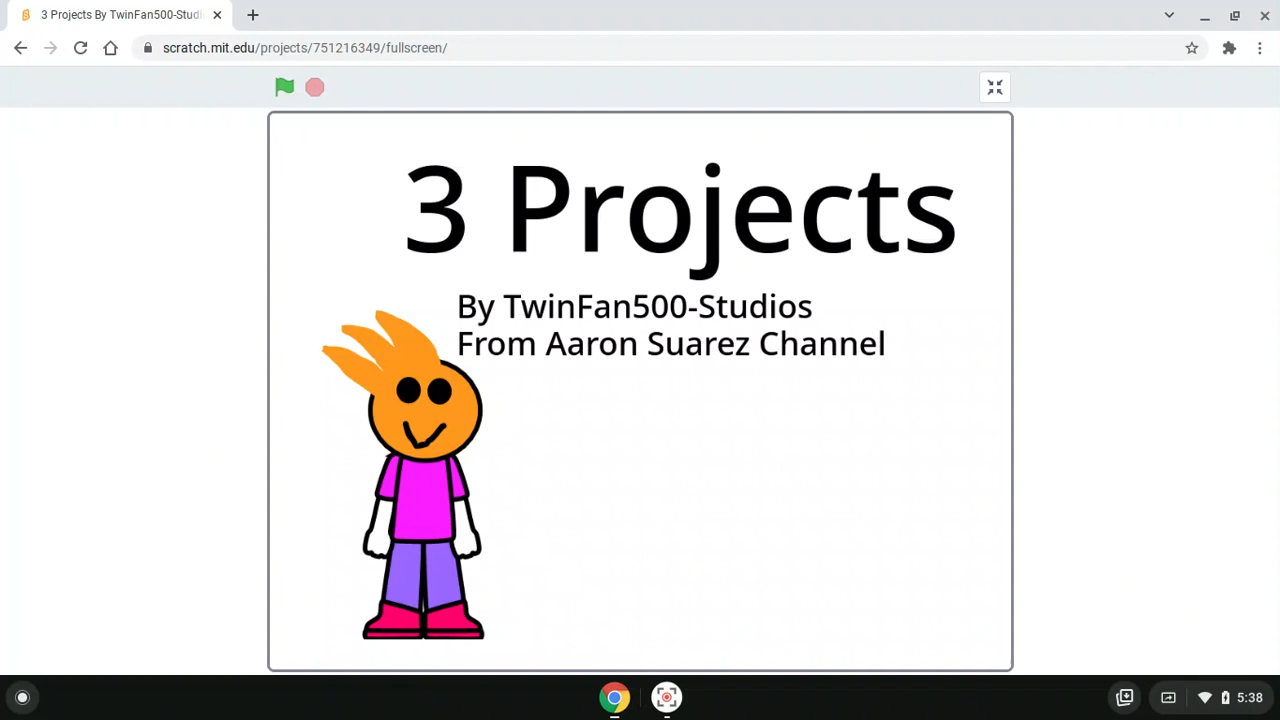 3 Projects By TwinFan500-Studi
scratch.mit.edu/projects/751216349/fullscreen/
3 Projects
By TwinFan500-Studios
From Aaron Suarez Channel
5:38